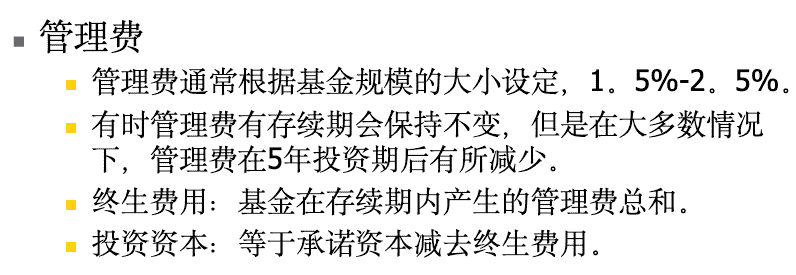 管理费
管理费通常根据基金规模的大小设定，1。5%-2。5%。
有时管理费有存续期会保持不变，但是在大多数情况
下，管理费在5年投资期后有所减少。
终生费用：基金在存续期内产生的管理费总和。
投资资本：等于承诺资本减去终生费用。